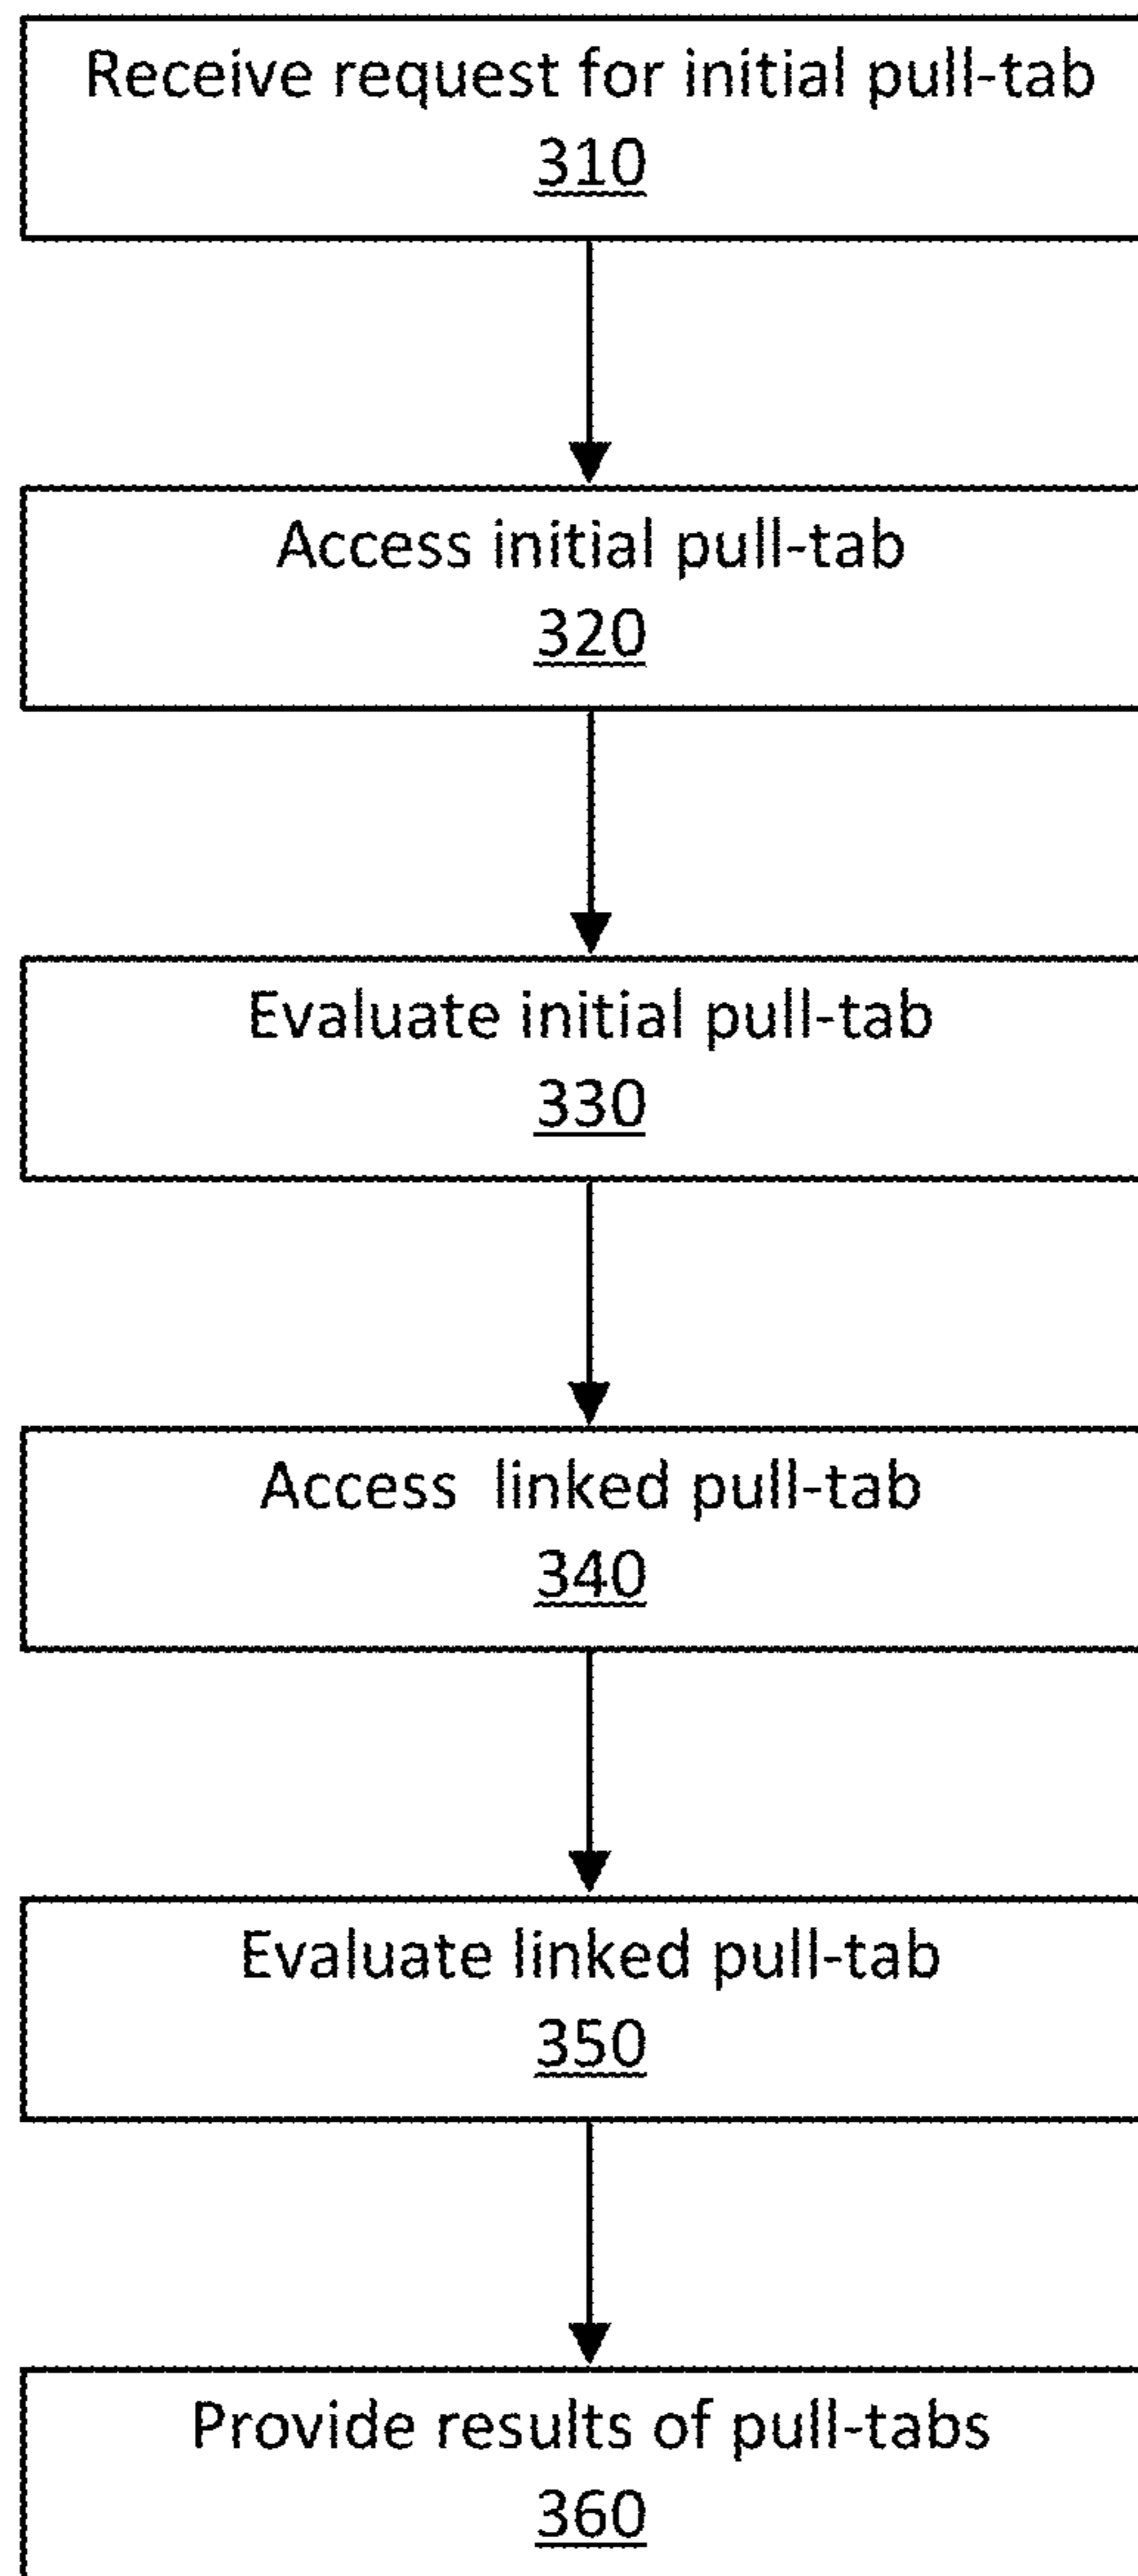 Receive request for initial pull-tab
310
Access initial pull-tab
320
Evaluate initial pull-tab
330
Access linked pull-tab
340
Evaluate linked pull-tab
350
Provide results of pull-tabs
360